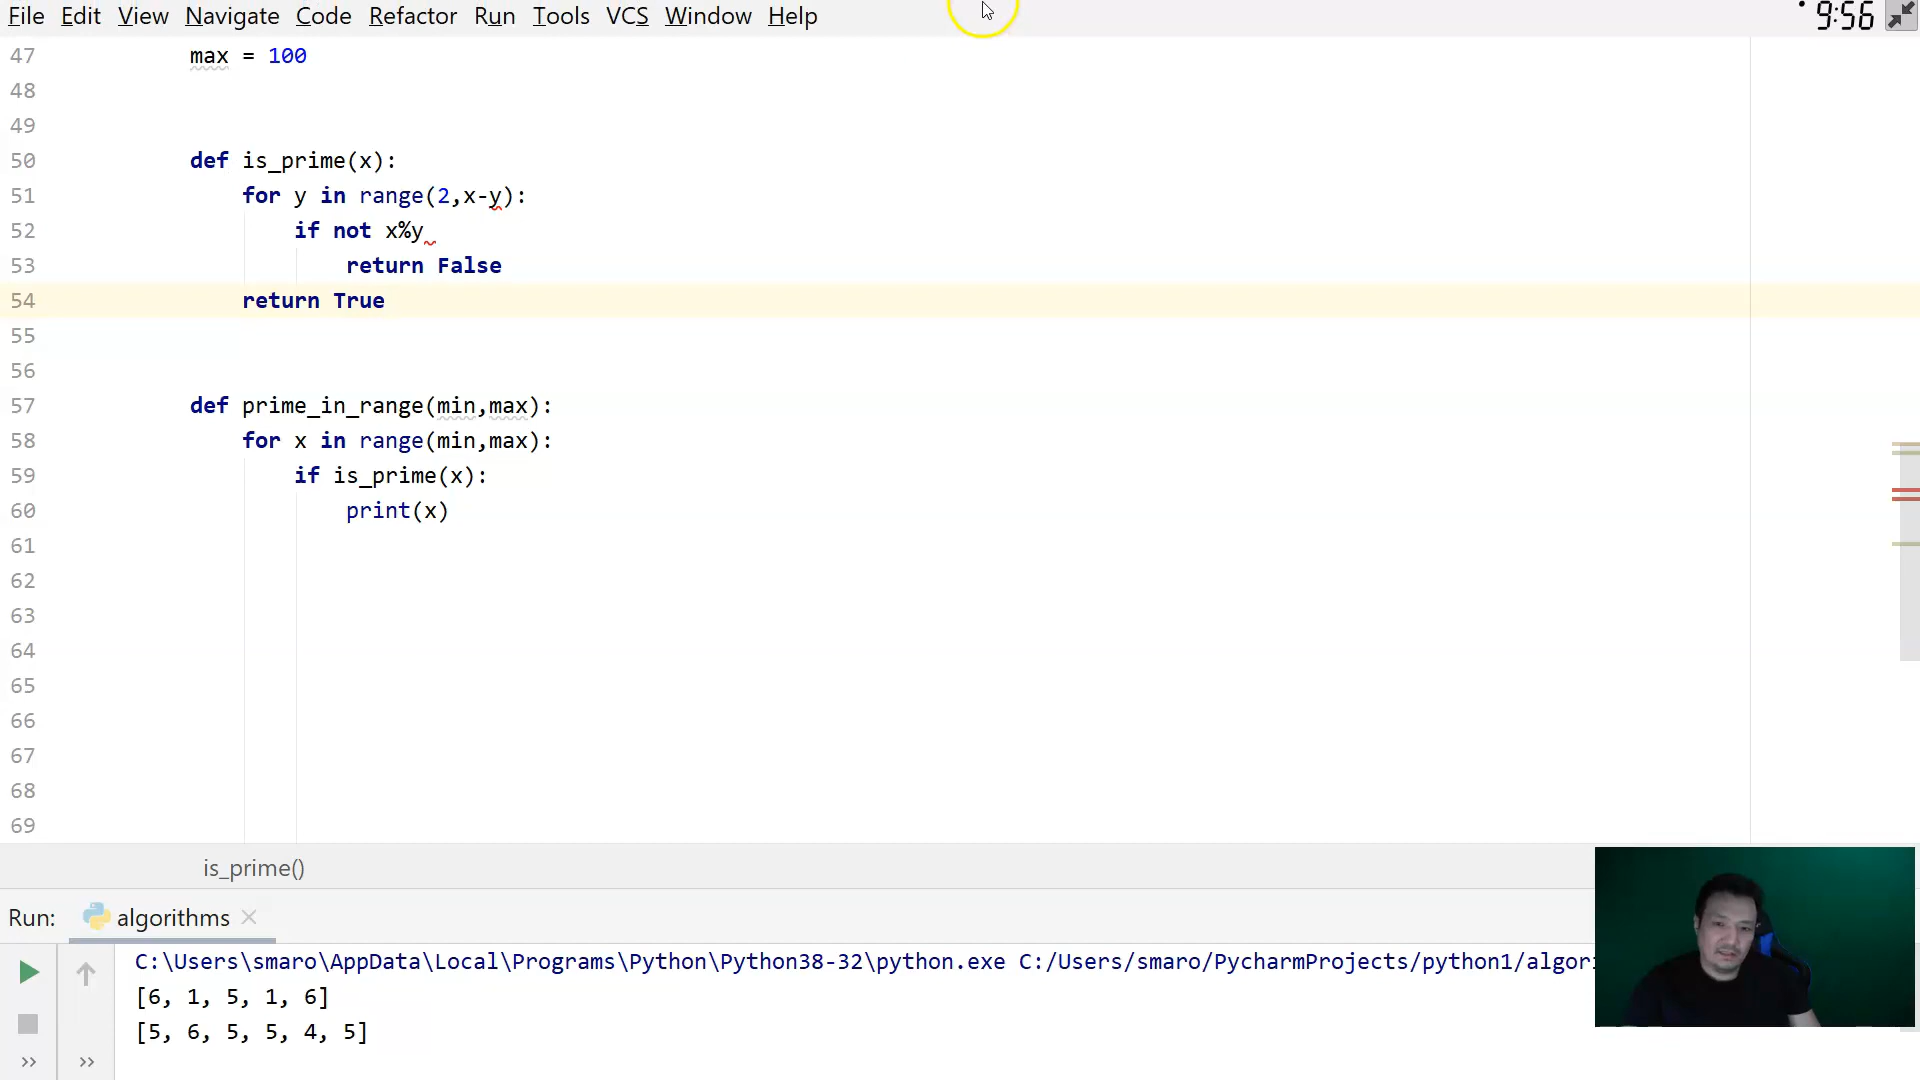 File Edit View Navigate Code Refactor Run Tools VCS Window Help
9:56
47 max = 100
48
49
50 def is_prime(x):
51 for y in range(2,x-y):
52 if not x%y
53 return False
54 return True
55
56
57 def prime_in_range(min,max):
58 for x in range(min,max):
59 if is_prime(x):
60 print(x)
61
62
63
64
65
66
67
68
69
is_prime()
Run: algorithms
C:\Users\smaro\AppData\Local\Programs\Python\Python38-32\python.exe C:/Users/smaro/PycharmProjects/python1/algori
[6, 1, 5, 1, 6]
[5, 6, 5, 5, 4, 5]